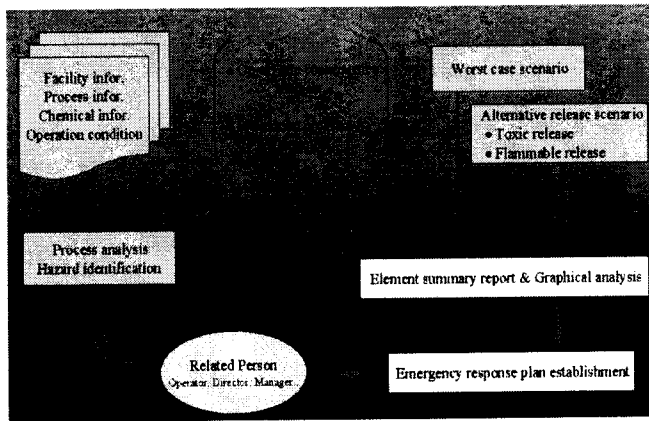 Facility infor.
Process infor.
Chemical infor.
Operation condition
Worst case scenario
Alternative release scenario
● Toxic release
● Flammable release
Process analysis
Hazard identification
Element summary report & Graphical analysis
Related Person
Operator, Director, Manager
Emergency response plan establishment